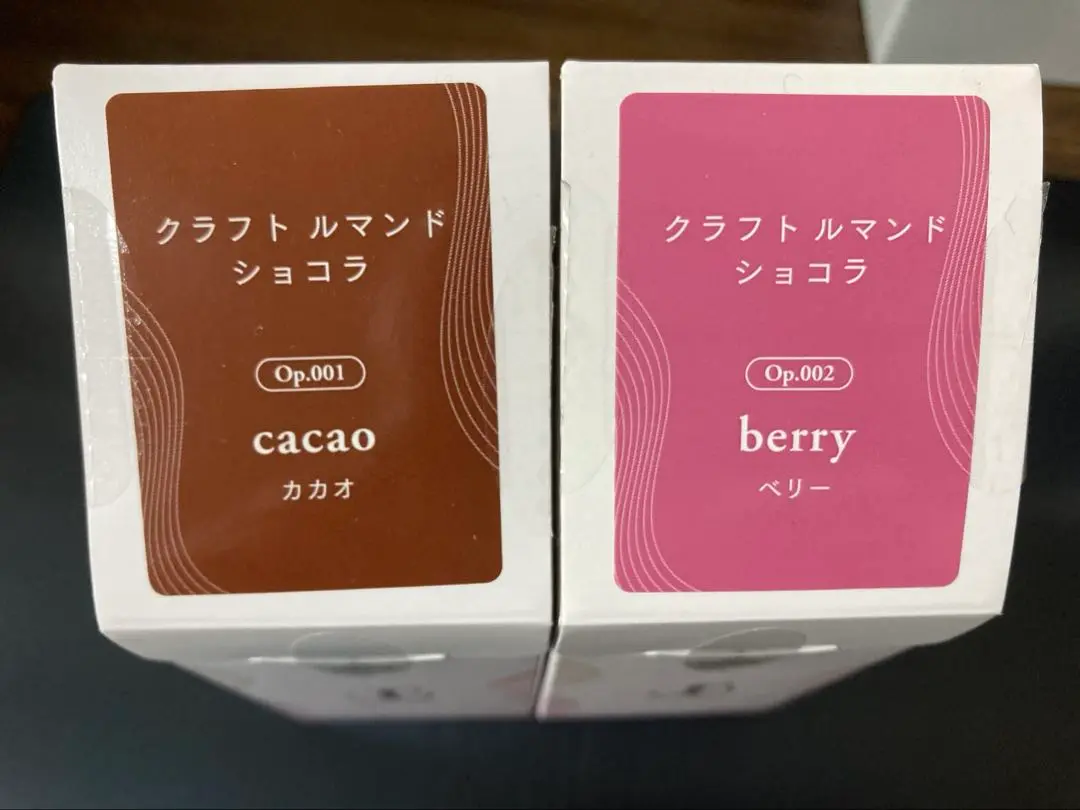 クラフト ルマンド
ショコラ
Op.001
cacao
カカオ
クラフト ルマンド
ショコラ
Op.002
berry
ベリー